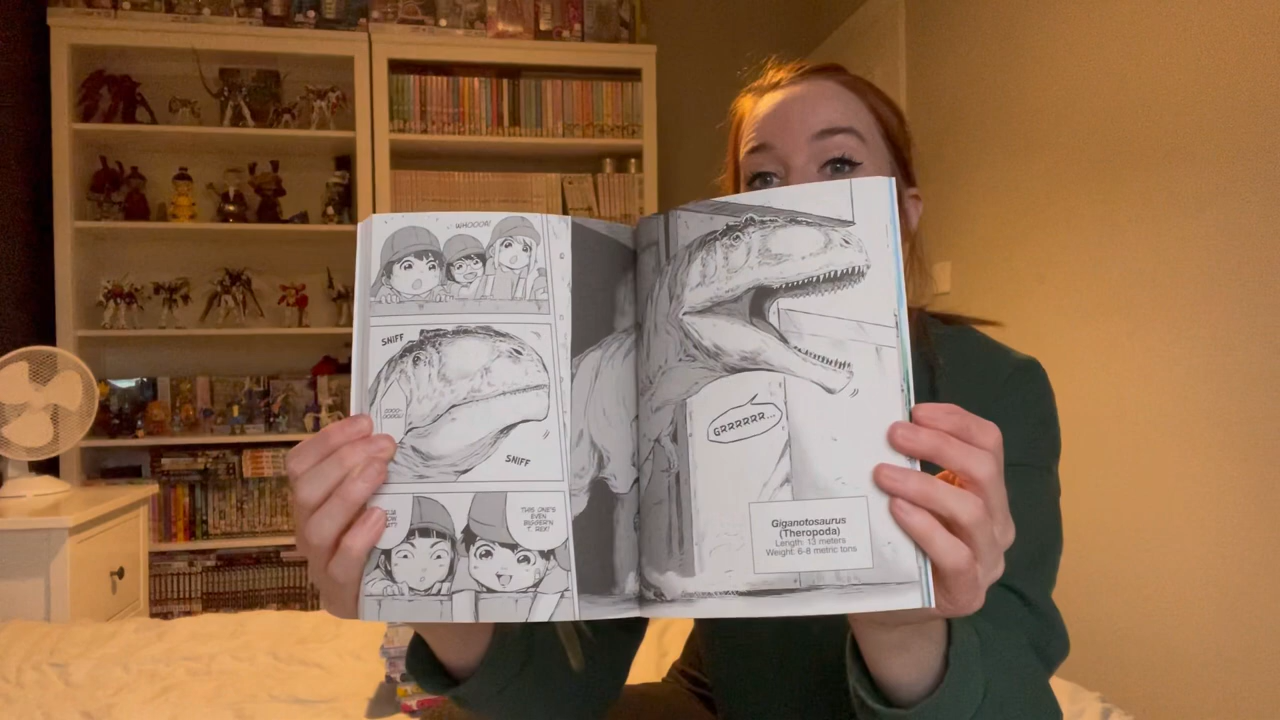 WHOOOA!
SNIFF
SNIFF
THIS ONE'S
EVEN
BIGGER'N
T. REX!
GRRRRRR...
Giganotosaurus
(Theropoda)
Length: 13 meters
Weight: 6-8 metric tons